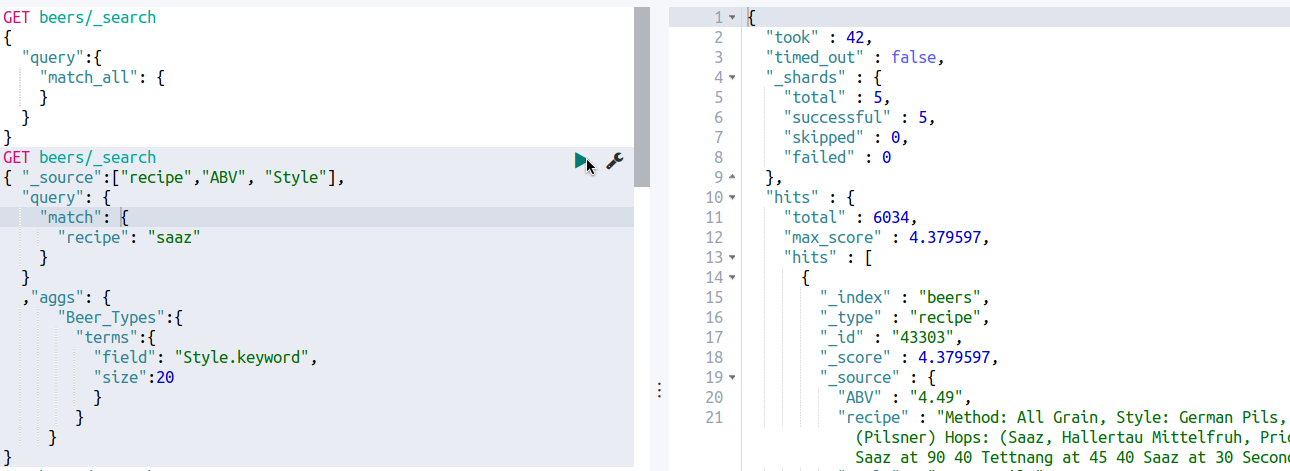 GET beers/_search
{
"query":{
"match_all": {
}
}
}
GET beers/_search
{ "_source":["recipe","ABV", "Style"],
"query": {
"match": {
"recipe": "saaz"
}
}
,"aggs": {
"Beer_Types":{
"terms":{
"field": "Style.keyword",
"size":20
}
}
}
}
1 {
2 "took" : 42,
3 "timed_out" : false,
4 "_shards" : {
5 "total" : 5,
6 "successful" : 5,
7 "skipped" : 0,
8 "failed" : 0
9 },
10 "hits" : {
11 "total" : 6034,
12 "max_score" : 4.379597,
13 "hits" : [
14 {
15 "_index" : "beers",
16 "_type" : "recipe",
17 "_id" : "43303",
18 "_score" : 4.379597,
19 "_source" : {
20 "ABV" : "4.49",
21 "recipe" : "Method: All Grain, Style: German Pils,
(Pilsner) Hops: (Saaz, Hallertau Mittelfruh, Pri
Saaz at 90 40 Tettnang at 45 40 Saaz at 30 Secon